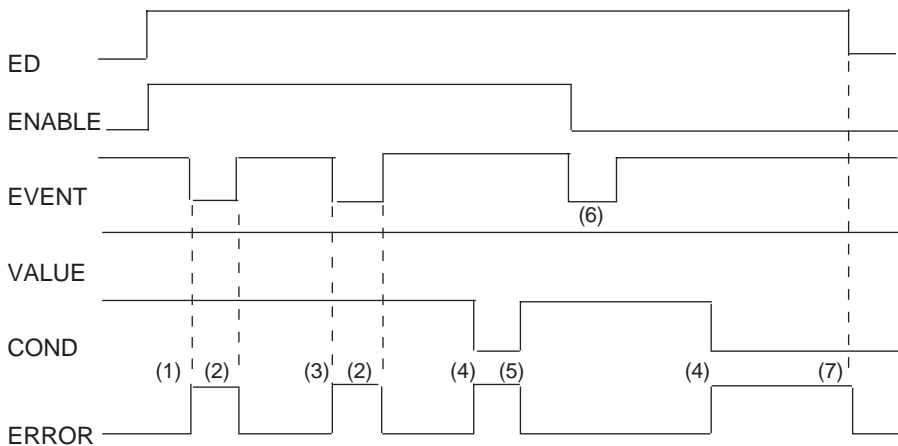 ED
ENABLE
EVENT
(6)
VALUE
COND
(1) (2) (3) (2) (4) (5) (4) (7)
ERROR